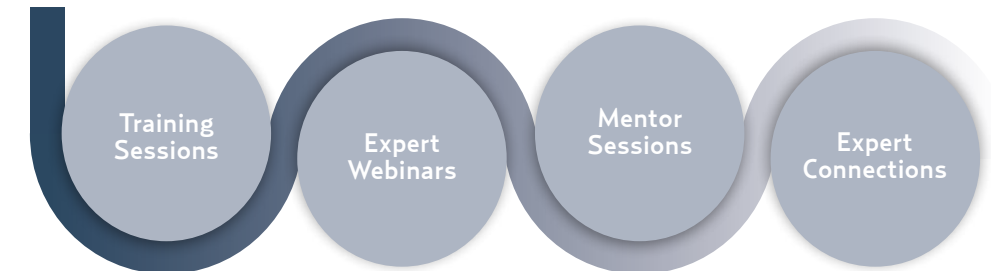 Training
Sessions
Expert
Webinars
Mentor
Sessions
Expert
Connections